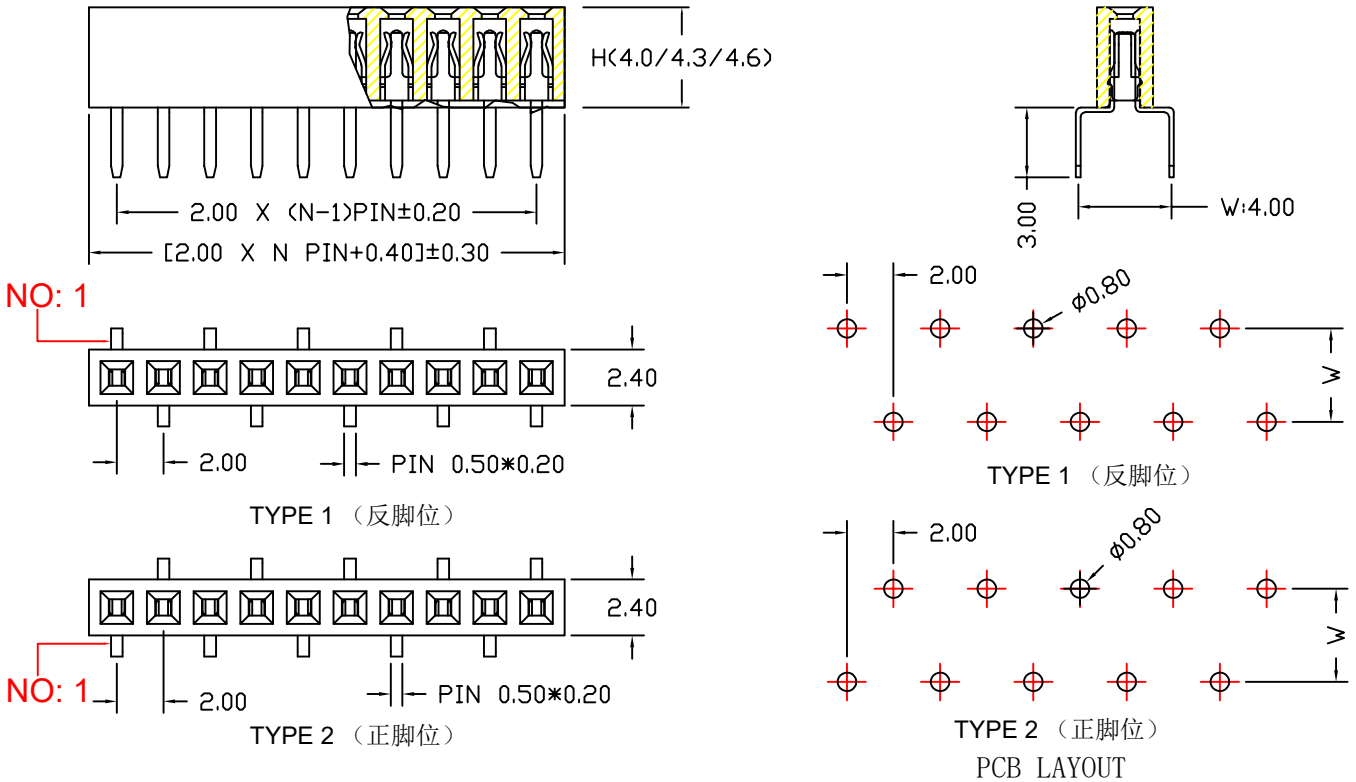 H(4.0/4.3/4.6)
2.00 X (N-1)PIN±0.20
[2.00 X N PIN+0.40]±0.30
3.00
W:4.00
NO: 1
2.40
2.00
PIN 0.50*0.20
TYPE 1 （反脚位）
2.00
ø0.80
W
TYPE 1 （反脚位）
2.40
NO: 1
2.00
PIN 0.50*0.20
TYPE 2 （正脚位）
2.00
ø0.80
W
TYPE 2 （正脚位）
PCB LAYOUT